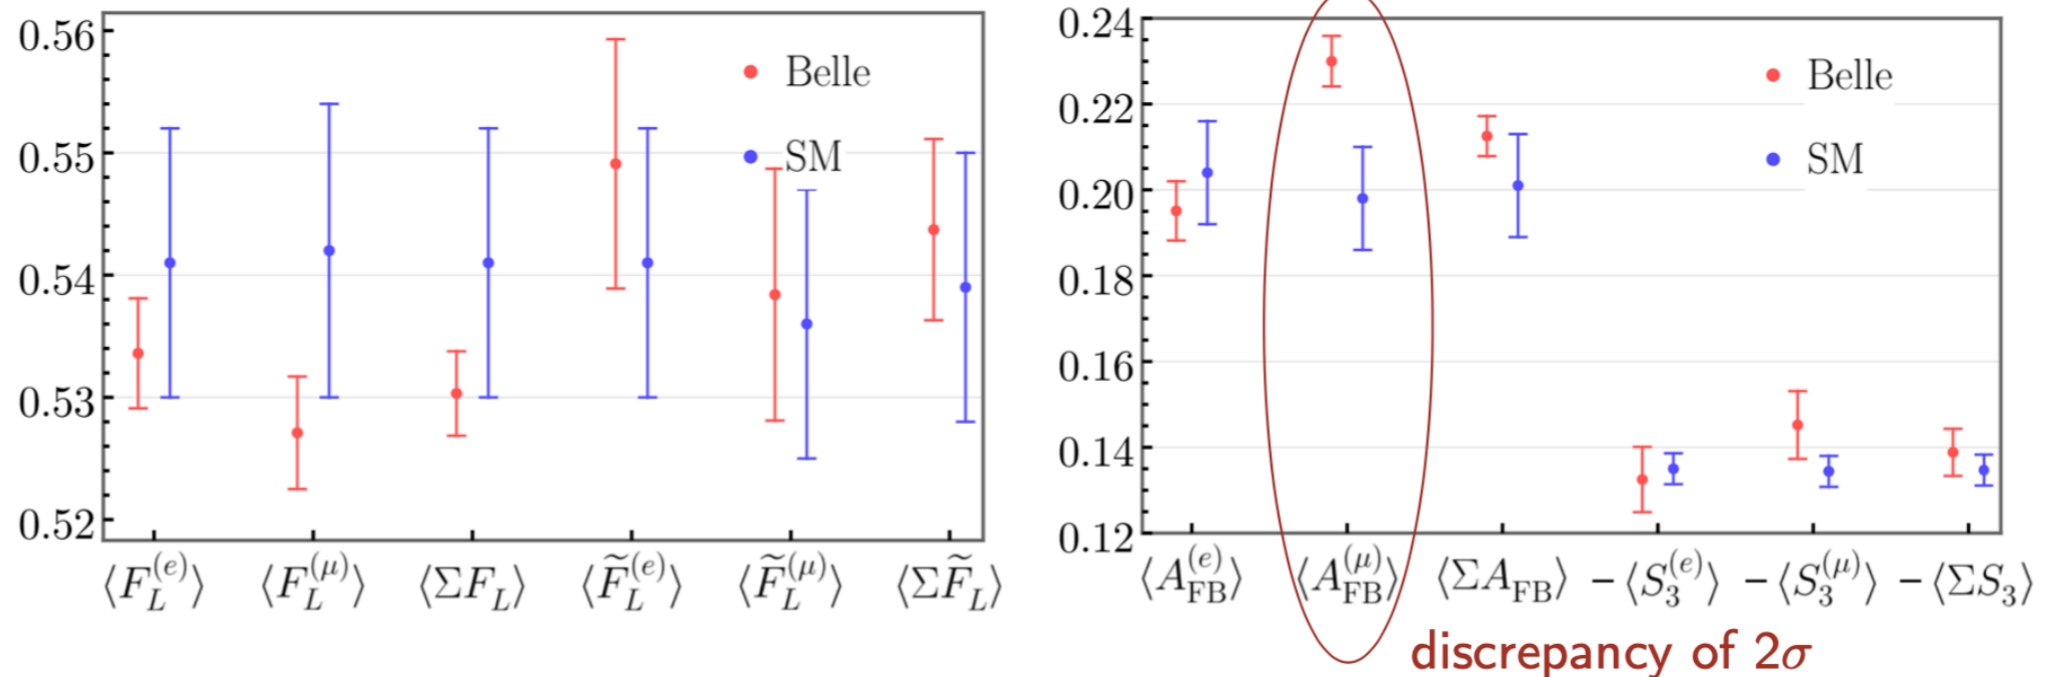 0.56
0.55
0.54
0.53
0.52
Belle
SM
⟨F_L^(e)⟩ ⟨F_L^(μ)⟩ ⟨ΣF_L⟩ ⟨F̃_L^(e)⟩ ⟨F̃_L^(μ)⟩ ⟨ΣF̃_L⟩
0.24
0.22
0.20
0.18
0.16
0.14
0.12
Belle
SM
⟨A_FB^(e)⟩ ⟨A_FB^(μ)⟩ ⟨ΣA_FB⟩ −⟨S_3^(e)⟩ −⟨S_3^(μ)⟩ −⟨ΣS_3⟩
discrepancy of 2σ